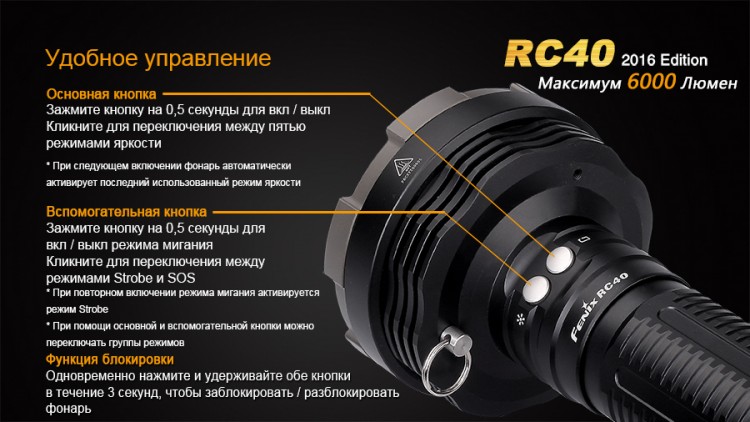 Удобное управление
RC40 2016 Edition
Максимум 6000 Люмен
Основная кнопка
Зажмите кнопку на 0,5 секунды для вкл / выкл
Кликните для переключения между пятью
режимами яркости
* При следующем включении фонарь автоматически
активирует последний использованный режим яркости
Вспомогательная кнопка
Зажмите кнопку на 0,5 секунды для
вкл / выкл режима мигания
Кликните для переключения между
режимами Strobe и SOS
* При повторном включении режима мигания активируется
режим Strobe
* При помощи основной и вспомогательной кнопки можно
переключать группы режимов
Функция блокировки
Одновременно нажмите и удерживайте обе кнопки
в течение 3 секунд, чтобы заблокировать / разблокировать
фонарь
FENIX RC40